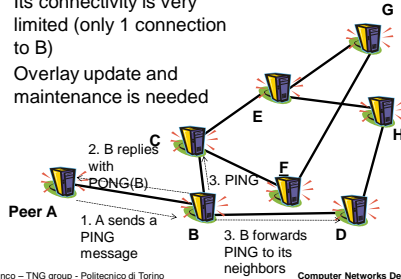 Its connectivity is very
limited (only 1 connection
to B)
Overlay update and
maintenance is needed
G
E
H
C
2. B replies
with
PONG(B)
3. PING
F
Peer A
1. A sends a
PING
message
B
3. B forwards
PING to its
neighbors
D
nco – TNG group - Politecnico di Torino
Computer Networks De